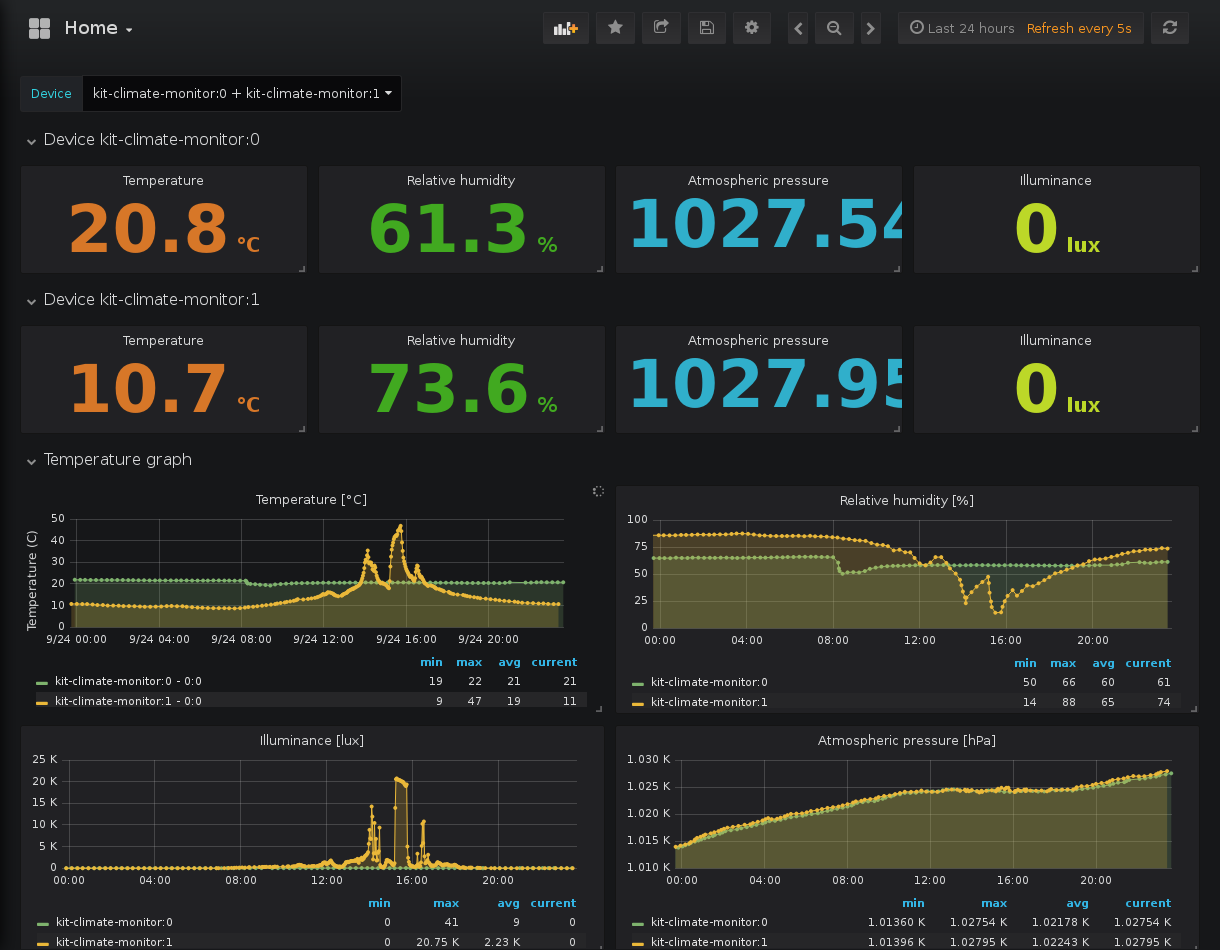 Home
Last 24 hours Refresh every 5s
Device kit-climate-monitor:0 + kit-climate-monitor:1
Device kit-climate-monitor:0
Temperature Relative humidity Atmospheric pressure Illuminance
20.8 °C 61.3 % 1027.54 0 lux
Device kit-climate-monitor:1
Temperature Relative humidity Atmospheric pressure Illuminance
10.7 °C 73.6 % 1027.95 0 lux
Temperature graph
Temperature [°C]
Temperature (C)
50
40
30
20
10
0
9/24 00:00 9/24 04:00 9/24 08:00 9/24 12:00 9/24 16:00 9/24 20:00
min max avg current
kit-climate-monitor:0 - 0:0 19 22 21 21
kit-climate-monitor:1 - 0:0 9 47 19 11
Relative humidity [%]
100
75
50
25
0
00:00 04:00 08:00 12:00 16:00 20:00
min max avg current
kit-climate-monitor:0 50 66 60 61
kit-climate-monitor:1 14 88 65 74
Illuminance [lux]
25 K
20 K
15 K
10 K
5 K
0
00:00 04:00 08:00 12:00 16:00 20:00
min max avg current
kit-climate-monitor:0 0 41 9 0
kit-climate-monitor:1 0 20.75 K 2.23 K 0
Atmospheric pressure [hPa]
1.030 K
1.025 K
1.020 K
1.015 K
1.010 K
00:00 04:00 08:00 12:00 16:00 20:00
min max avg current
kit-climate-monitor:0 1.01360 K 1.02754 K 1.02178 K 1.02754 K
kit-climate-monitor:1 1.01396 K 1.02795 K 1.02243 K 1.02795 K